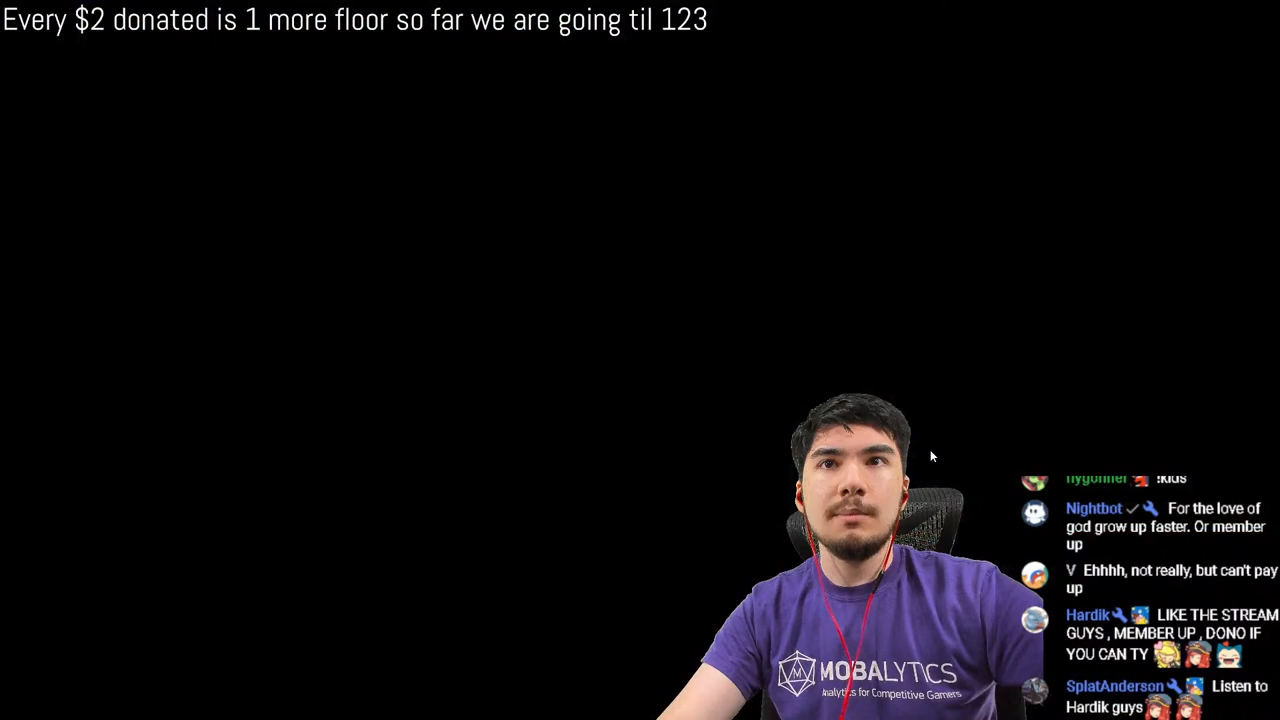 Every $2 donated is 1 more floor so far we are going til 123
!kids
Nightbot For the love of
god grow up faster. Or member
up
V Ehhhh, not really, but can't pay
up
Hardik LIKE THE STREAM
GUYS , MEMBER UP , DONO IF
YOU CAN TY
SplatAnderson Listen to
Hardik guys
MOBALYTICS
Analytics for Competitive Gamers